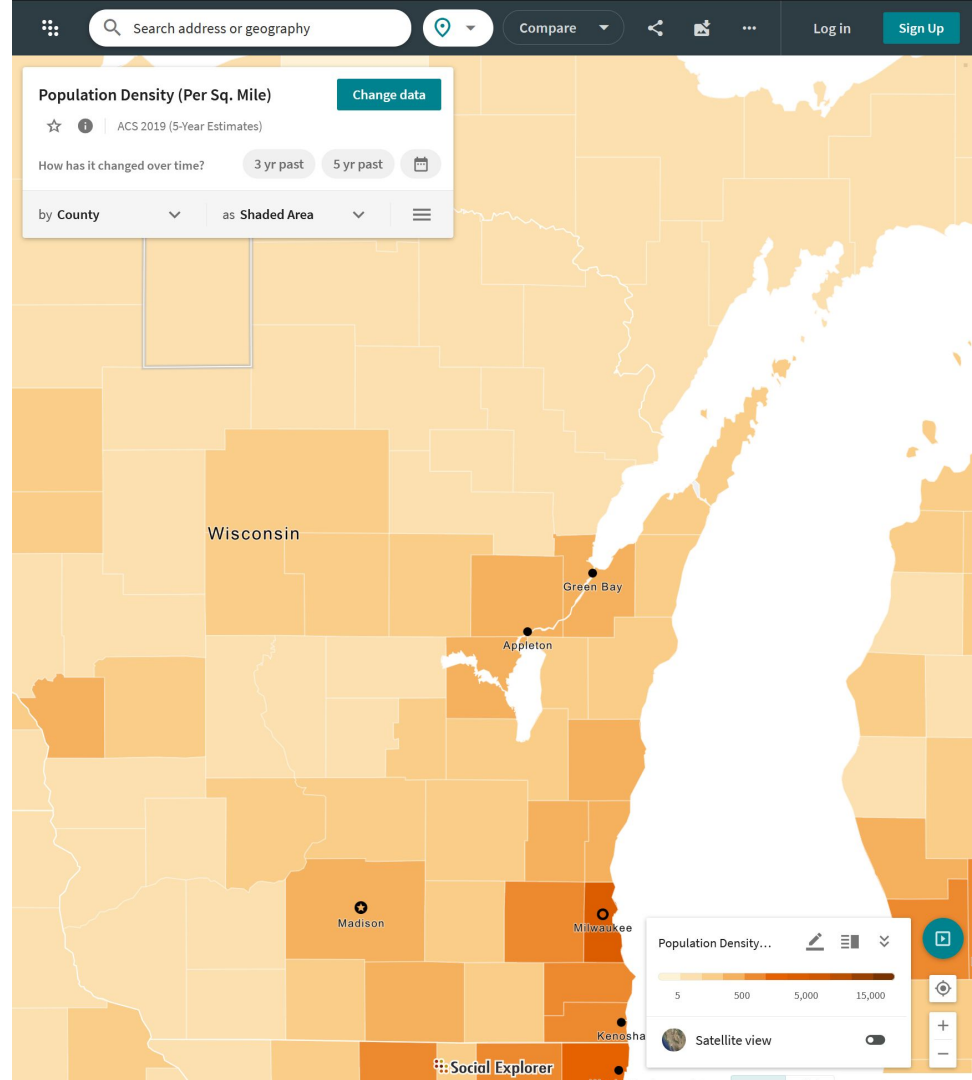 Search address or geography
Compare
Log in
Sign Up
Population Density (Per Sq. Mile)
Change data
ACS 2019 (5-Year Estimates)
How has it changed over time?
3 yr past
5 yr past
by County
as Shaded Area
Wisconsin
Green Bay
Appleton
Madison
Milwaukee
Kenosha
Population Density...
5 500 5,000 15,000
Satellite view
Social Explorer